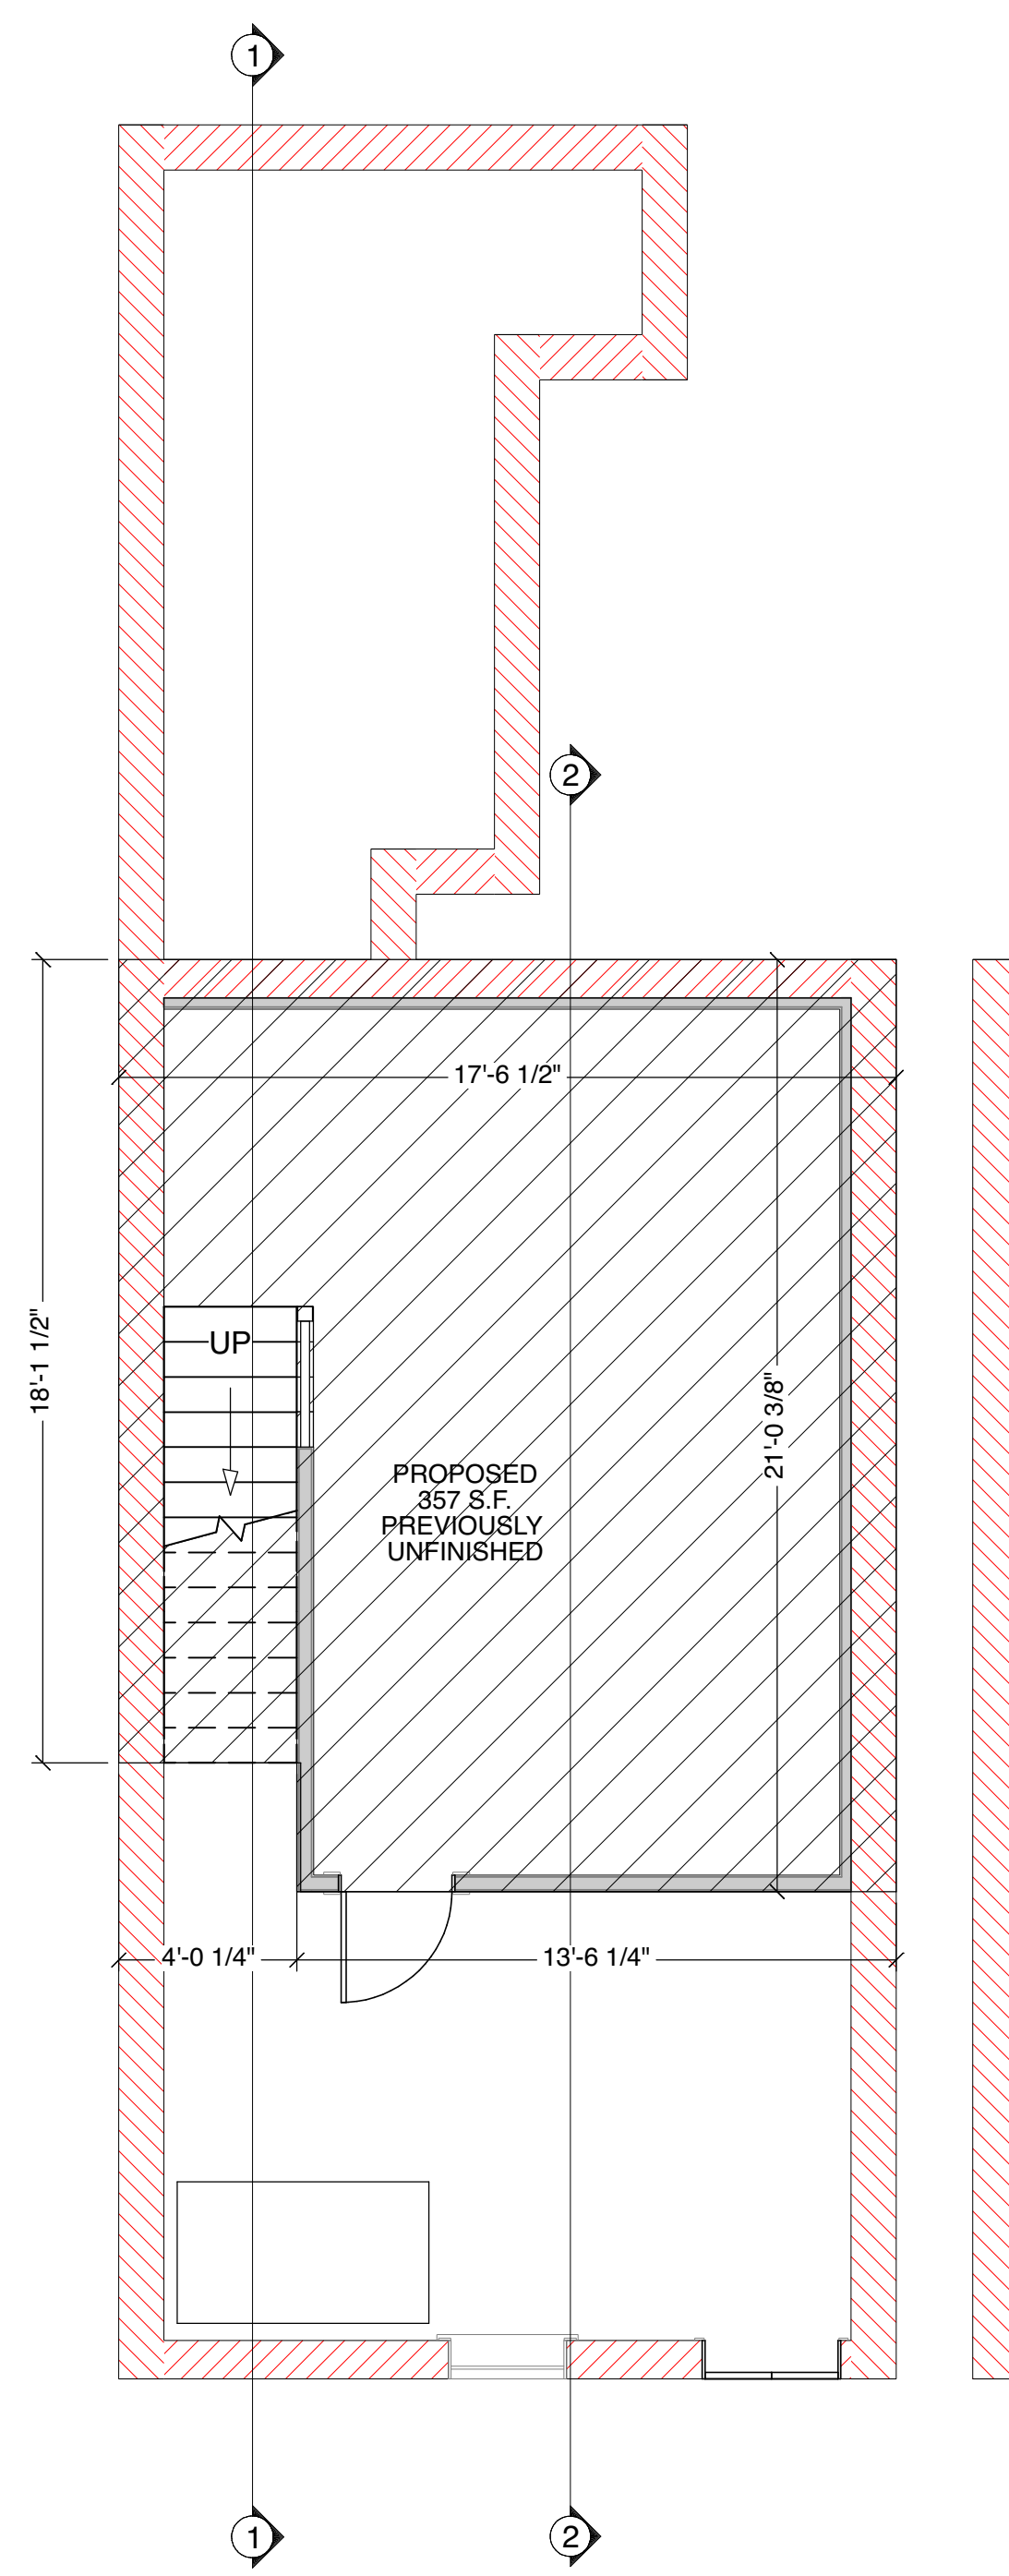 1
2
17'-6 1/2"
18'-1 1/2"
UP
21'-0 3/8"
PROPOSED
357 S.F.
PREVIOUSLY
UNFINISHED
4'-0 1/4"
13'-6 1/4"
1
2